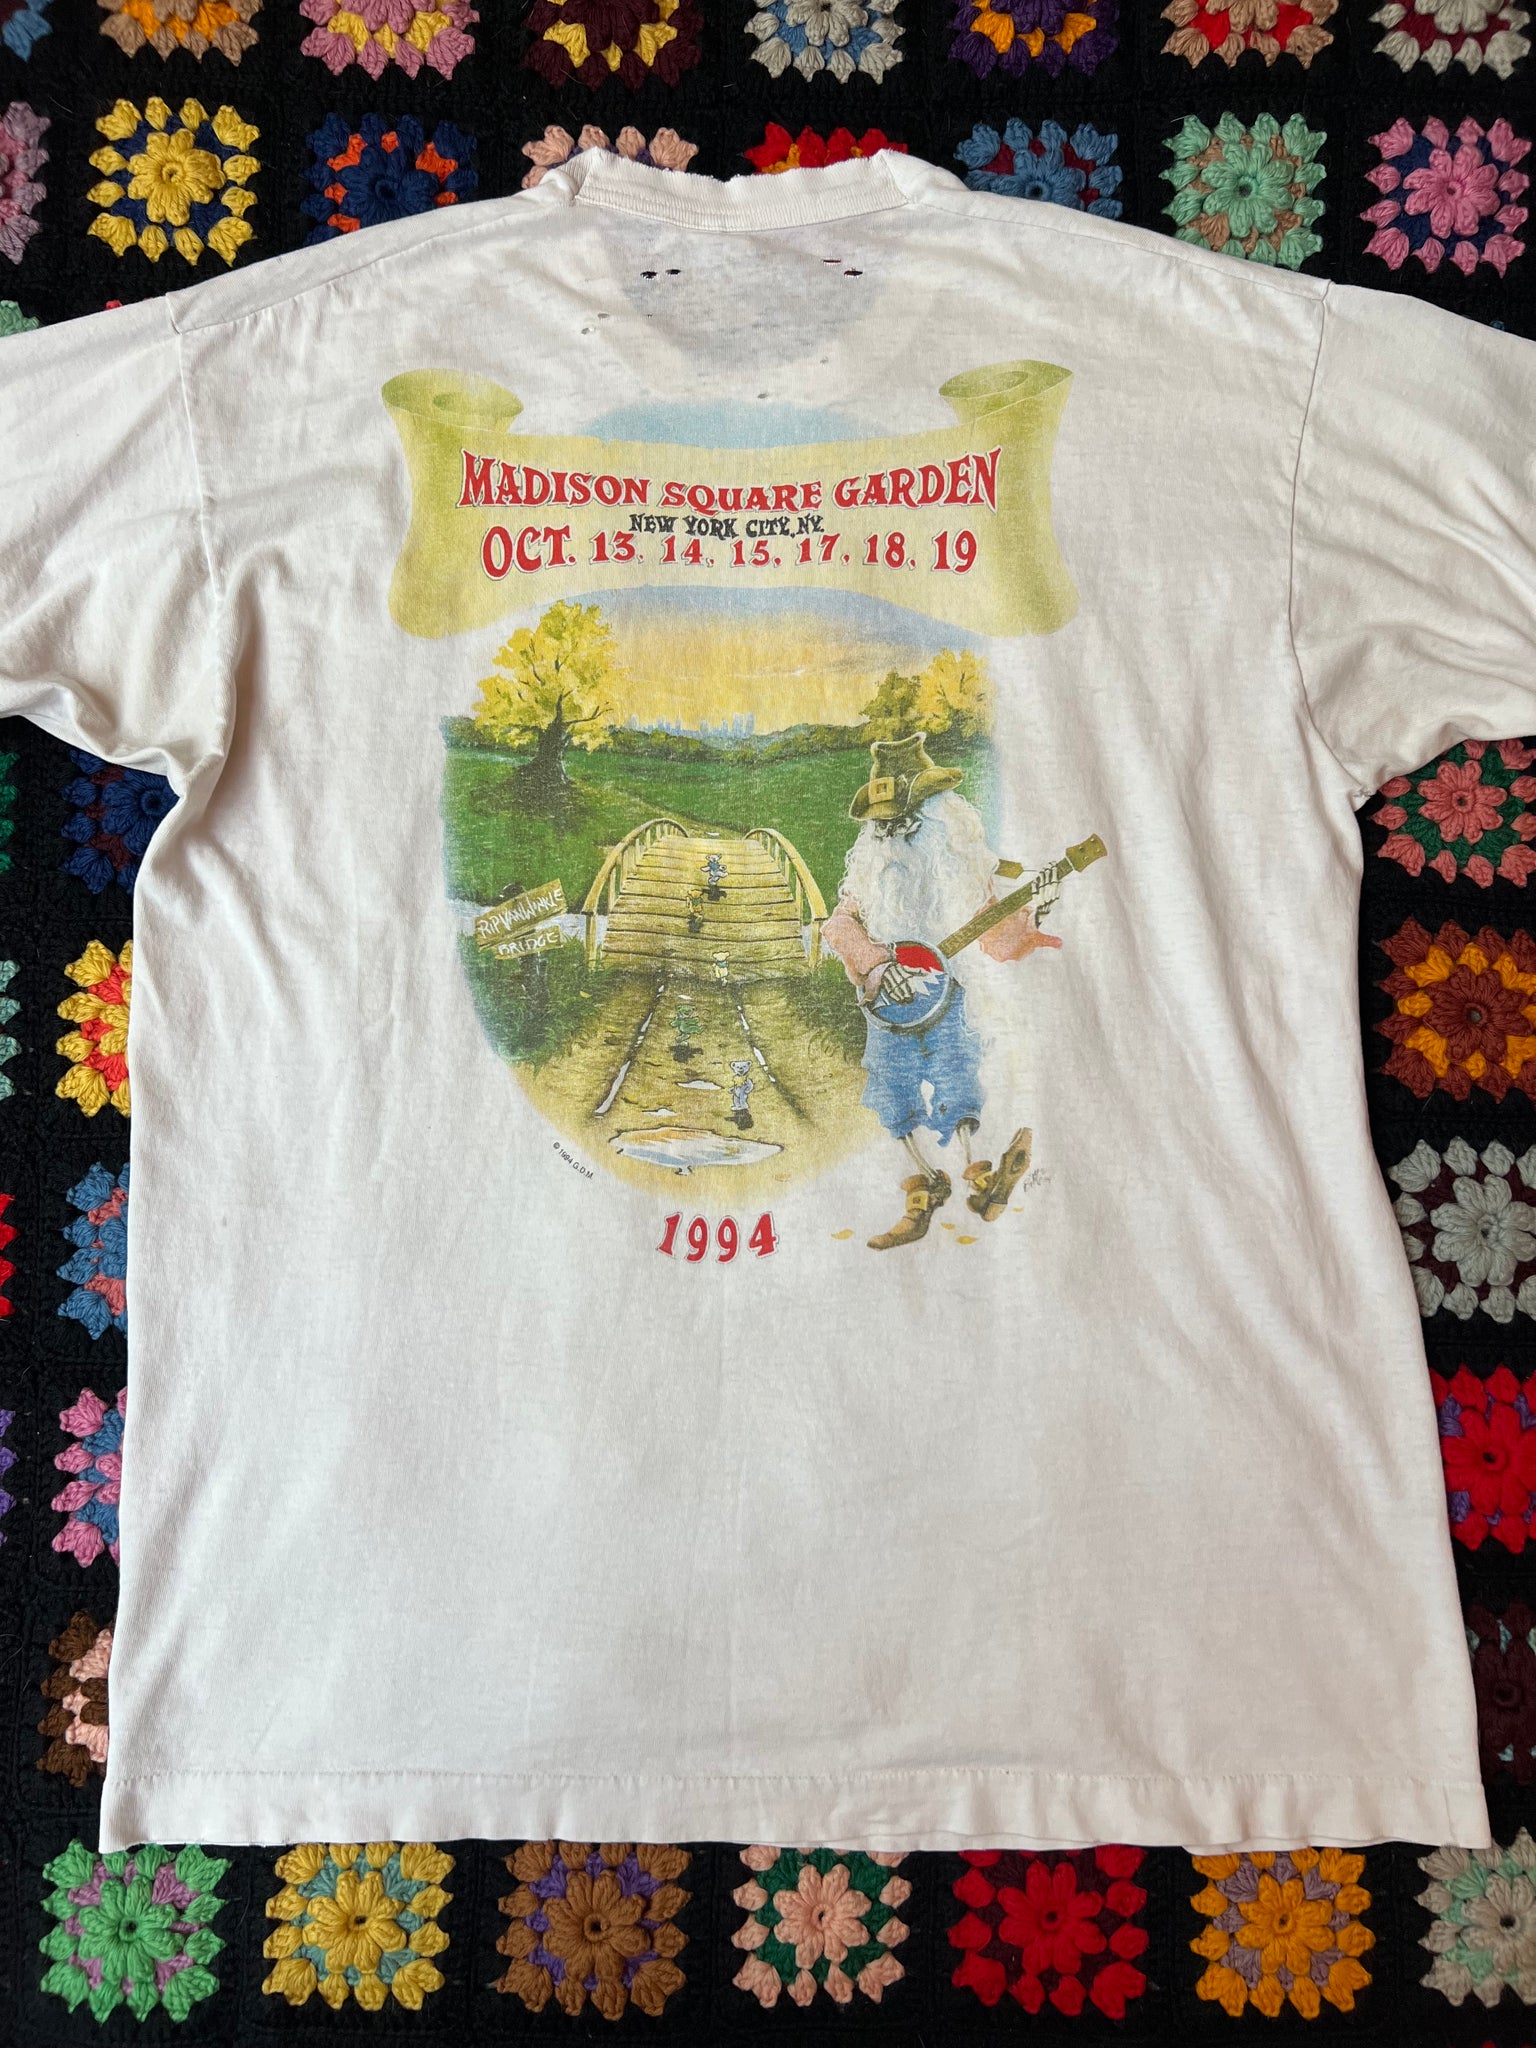 MADISON SQUARE GARDEN
NEW YORK CITY, NY.
OCT. 13, 14, 15, 17, 18, 19
RIP VAN WINKLE
BRIDGE
© 1994 G.D.M.
1994